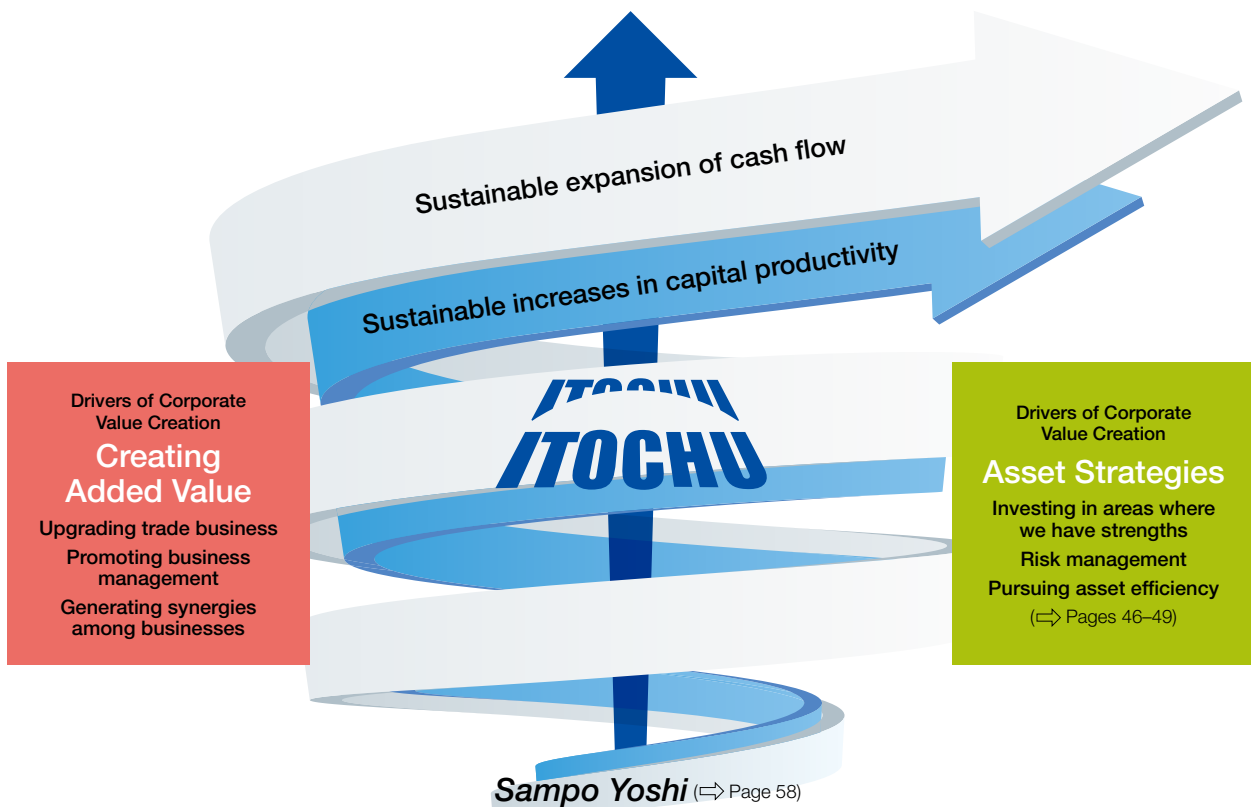 Sustainable expansion of cash flow
Sustainable increases in capital productivity
Drivers of Corporate
Value Creation
Creating
Added Value
Upgrading trade business
Promoting business
management
Generating synergies
among businesses
ITOCHU
ITOCHU
Drivers of Corporate
Value Creation
Asset Strategies
Investing in areas where
we have strengths
Risk management
Pursuing asset efficiency
(⇨ Pages 46–49)
Sampo Yoshi (⇨ Page 58)